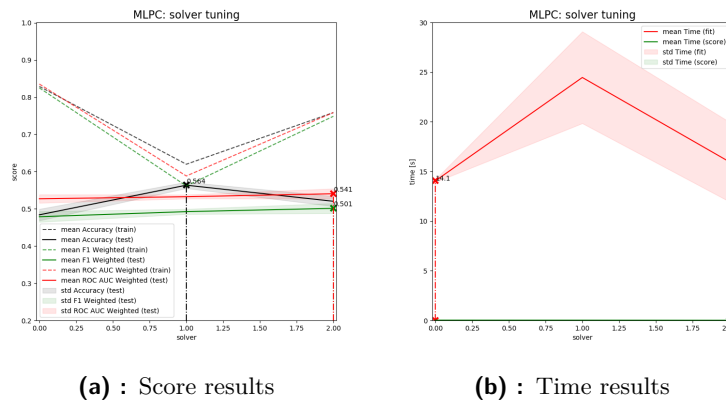 MLPC: solver tuning
1.0
0.9
0.8
0.7
0.6
0.5
0.4
0.3
0.2
score
0.564
0.541
0.501
mean Accuracy (train)
mean Accuracy (test)
mean F1 Weighted (train)
mean F1 Weighted (test)
mean ROC AUC Weighted (train)
mean ROC AUC Weighted (test)
std Accuracy (test)
std F1 Weighted (test)
std ROC AUC Weighted (test)
0.00 0.25 0.50 0.75 1.00 1.25 1.50 1.75 2.00
solver
(a) : Score results
MLPC: solver tuning
30
25
20
15
10
5
0
time [s]
mean Time (fit)
mean Time (score)
std Time (fit)
std Time (score)
14.1
0.00 0.25 0.50 0.75 1.00 1.25 1.50 1.75 2.00
solver
(b) : Time results